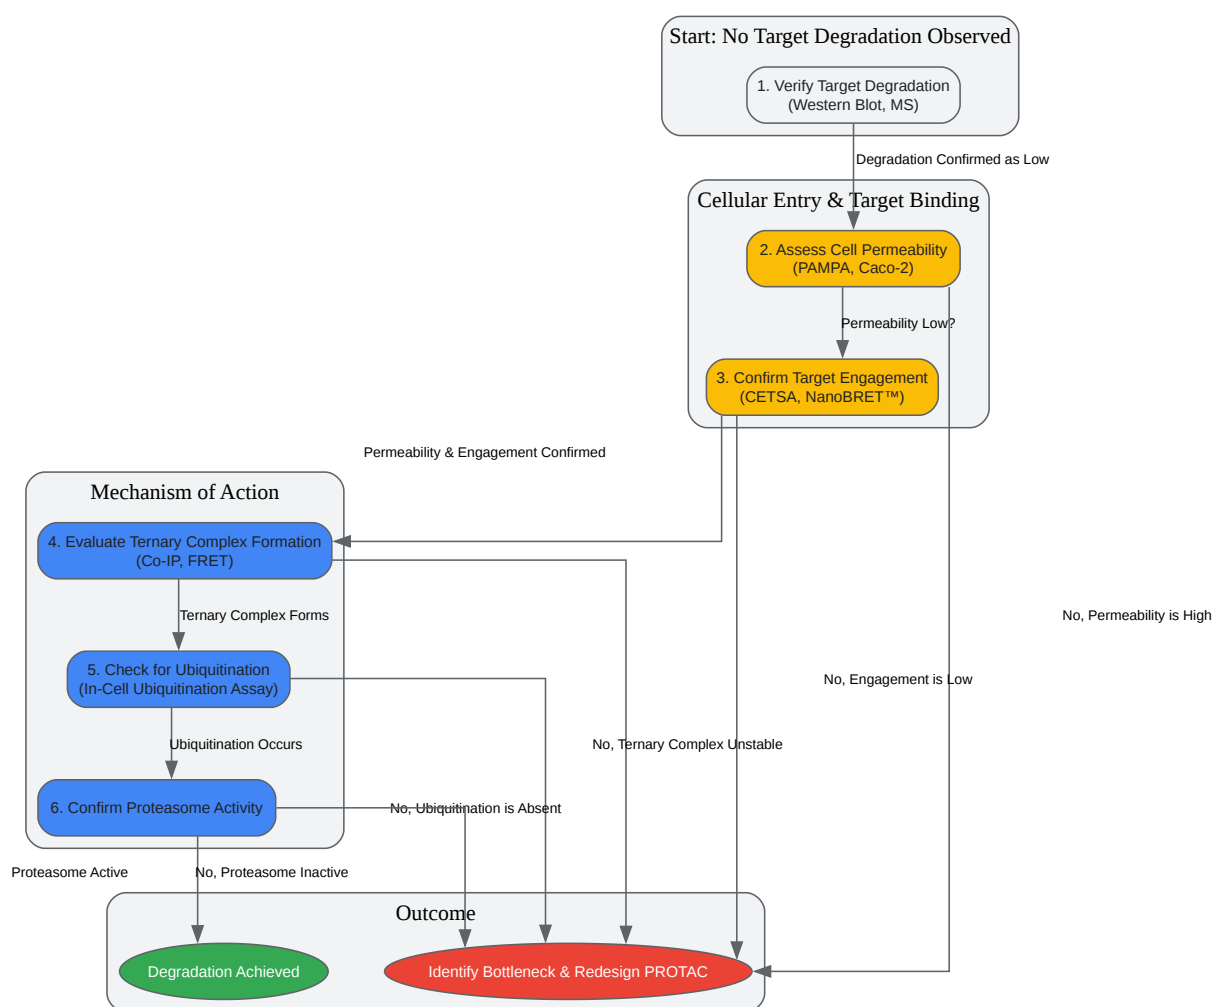 Start: No Target Degradation Observed
1. Verify Target Degradation
(Western Blot, MS)
Degradation Confirmed as Low
Cellular Entry & Target Binding
2. Assess Cell Permeability
(PAMPA, Caco-2)
Permeability Low?
3. Confirm Target Engagement
(CETSA, NanoBRET™)
Permeability & Engagement Confirmed
Mechanism of Action
4. Evaluate Ternary Complex Formation
(Co-IP, FRET)
Ternary Complex Forms
No, Permeability is High
5. Check for Ubiquitination
(In-Cell Ubiquitination Assay)
No, Engagement is Low
Ubiquitination Occurs
No, Ternary Complex Unstable
6. Confirm Proteasome Activity
No, Ubiquitination is Absent
Proteasome Active
No, Proteasome Inactive
Outcome
Degradation Achieved
Identify Bottleneck & Redesign PROTAC